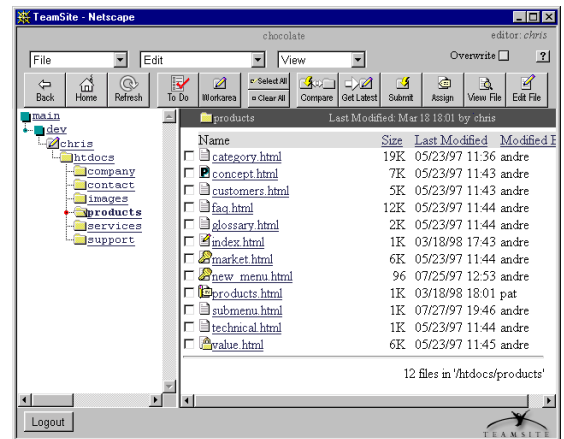 TeamSite - Netscape
chocolate editor: chris
File Edit View Overwrite ?
Back Home Refresh To Do Workarea Select All Clear All Compare Get Latest Submit Assign View File Edit File
main
dev
chris
htdocs
company
contact
images
products
services
support
products Last Modified: Mar 18 18:01 by chris
Name Size Last Modified Modified B
category.html 19K 05/23/97 11:36 andre
concept.html 7K 05/23/97 11:43 andre
customers.html 5K 05/23/97 11:43 andre
faq.html 12K 05/23/97 11:44 andre
glossary.html 2K 05/23/97 11:44 andre
index.html 1K 03/18/98 17:43 andre
market.html 6K 05/23/97 11:44 andre
new_menu.html 96 07/25/97 12:53 andre
products.html 1K 03/18/98 18:01 pat
submenu.html 1K 07/27/97 19:46 andre
technical.html 1K 05/23/97 11:44 andre
value.html 6K 05/23/97 11:45 andre
12 files in '/htdocs/products'
Logout
TEAMSITE